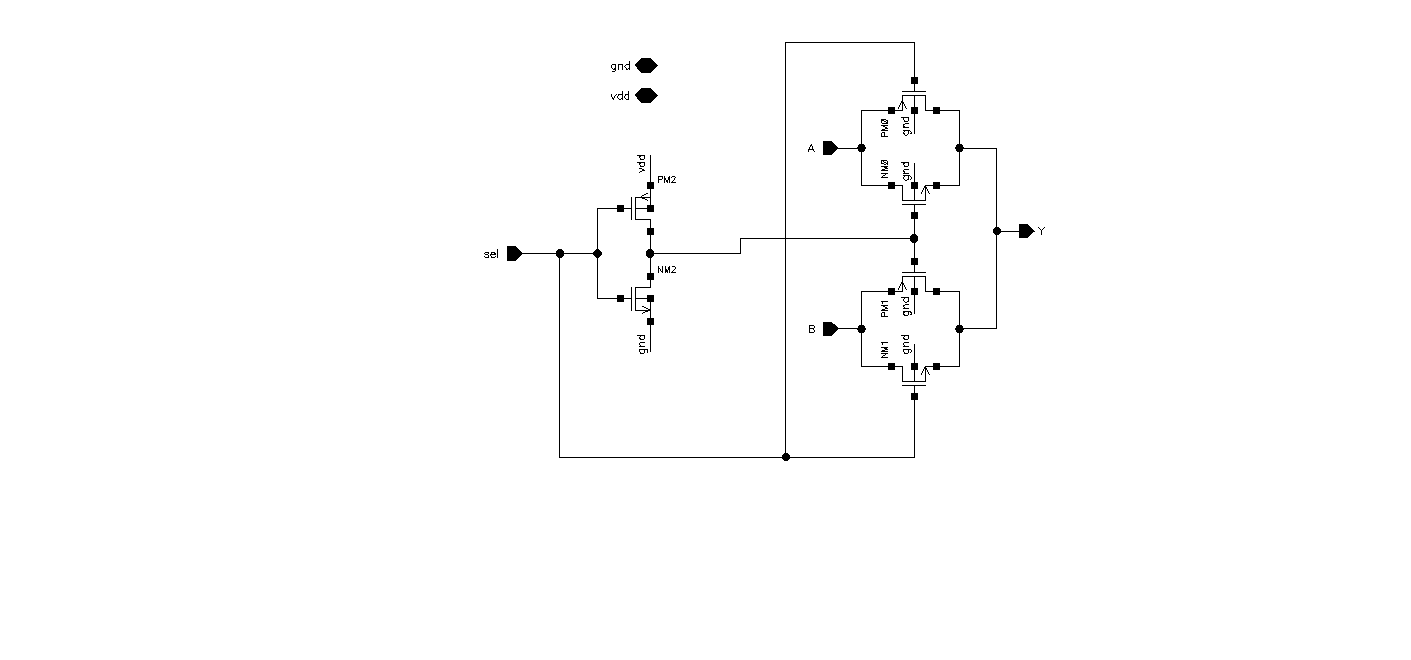 gnd
vdd
vdd
PM2
sel
NM2
gnd
A
PM0
gnd
NM0
gnd
Y
B
PM1
gnd
NM1
gnd